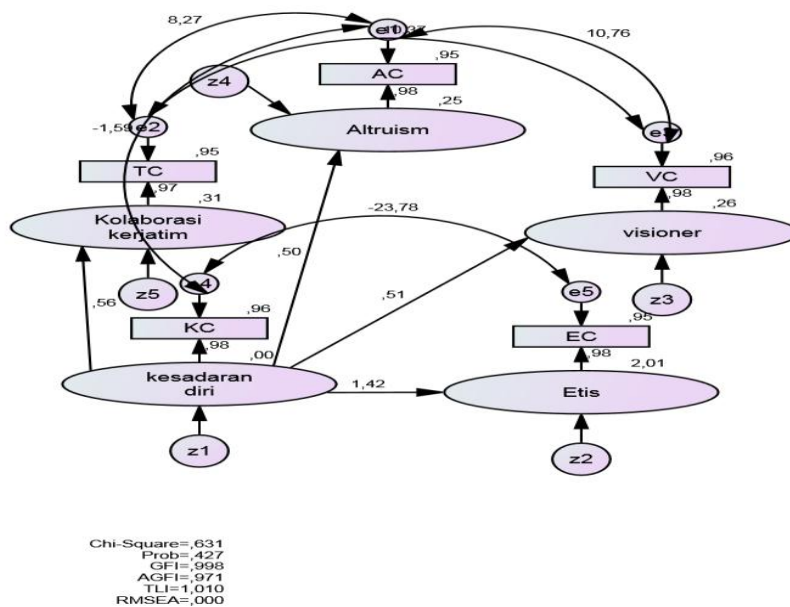 8,27
e1
10,76
z4
,95
AC
,98
,25
Altruism
-1,59
e2
,95
TC
,97
,31
Kolaborasi
kerjatim
,96
VC
,98
,26
visioner
-23,78
,50
,56
z5
,51
e5
z3
,96
KC
,98
,00
,95
EC
,98
2,01
kesadaran
diri
1,42
Etis
z1
z2
Chi-Square=,631
Prob=,427
GFI=,998
AGFI=,971
TLI=1,010
RMSEA=,000